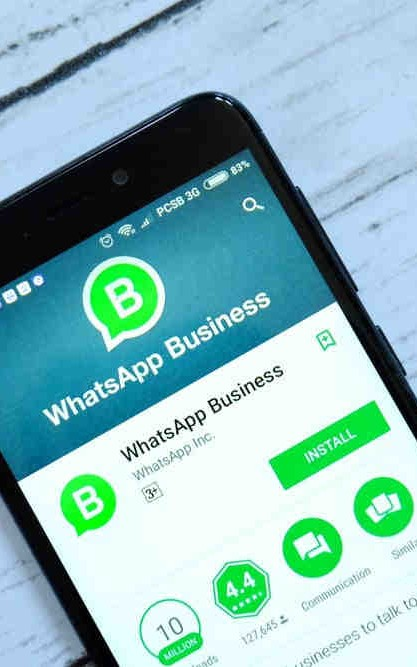 PCSB 3G 83%
B
WhatsApp Business
WhatsApp Business
WhatsApp Inc.
3+
B
INSTALL
10
MILLION
4.4
127,645
Communication
to talk to